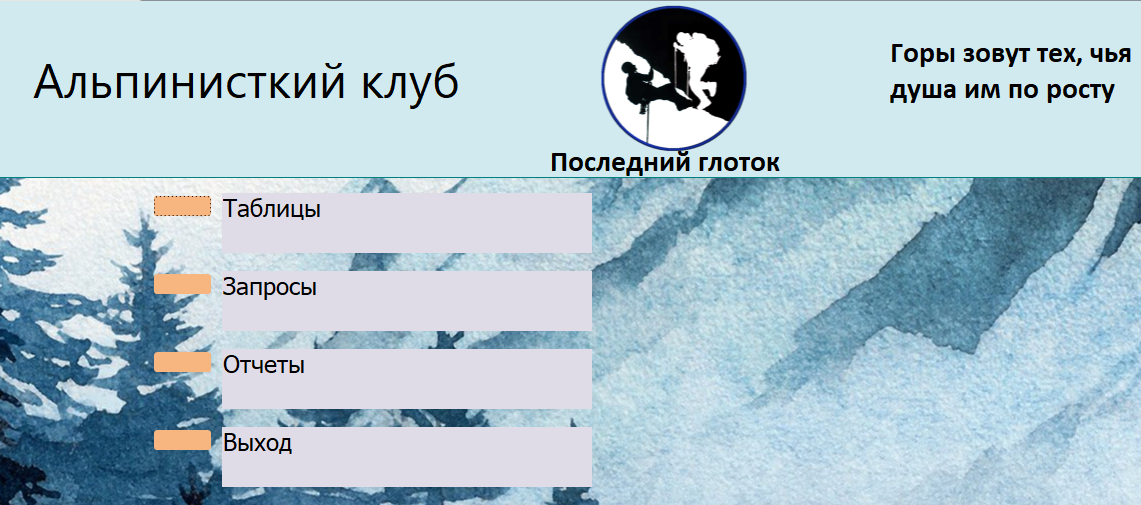 Альпинисткий клуб
Последний глоток
Горы зовут тех, чья
душа им по росту
Таблицы
Запросы
Отчеты
Выход